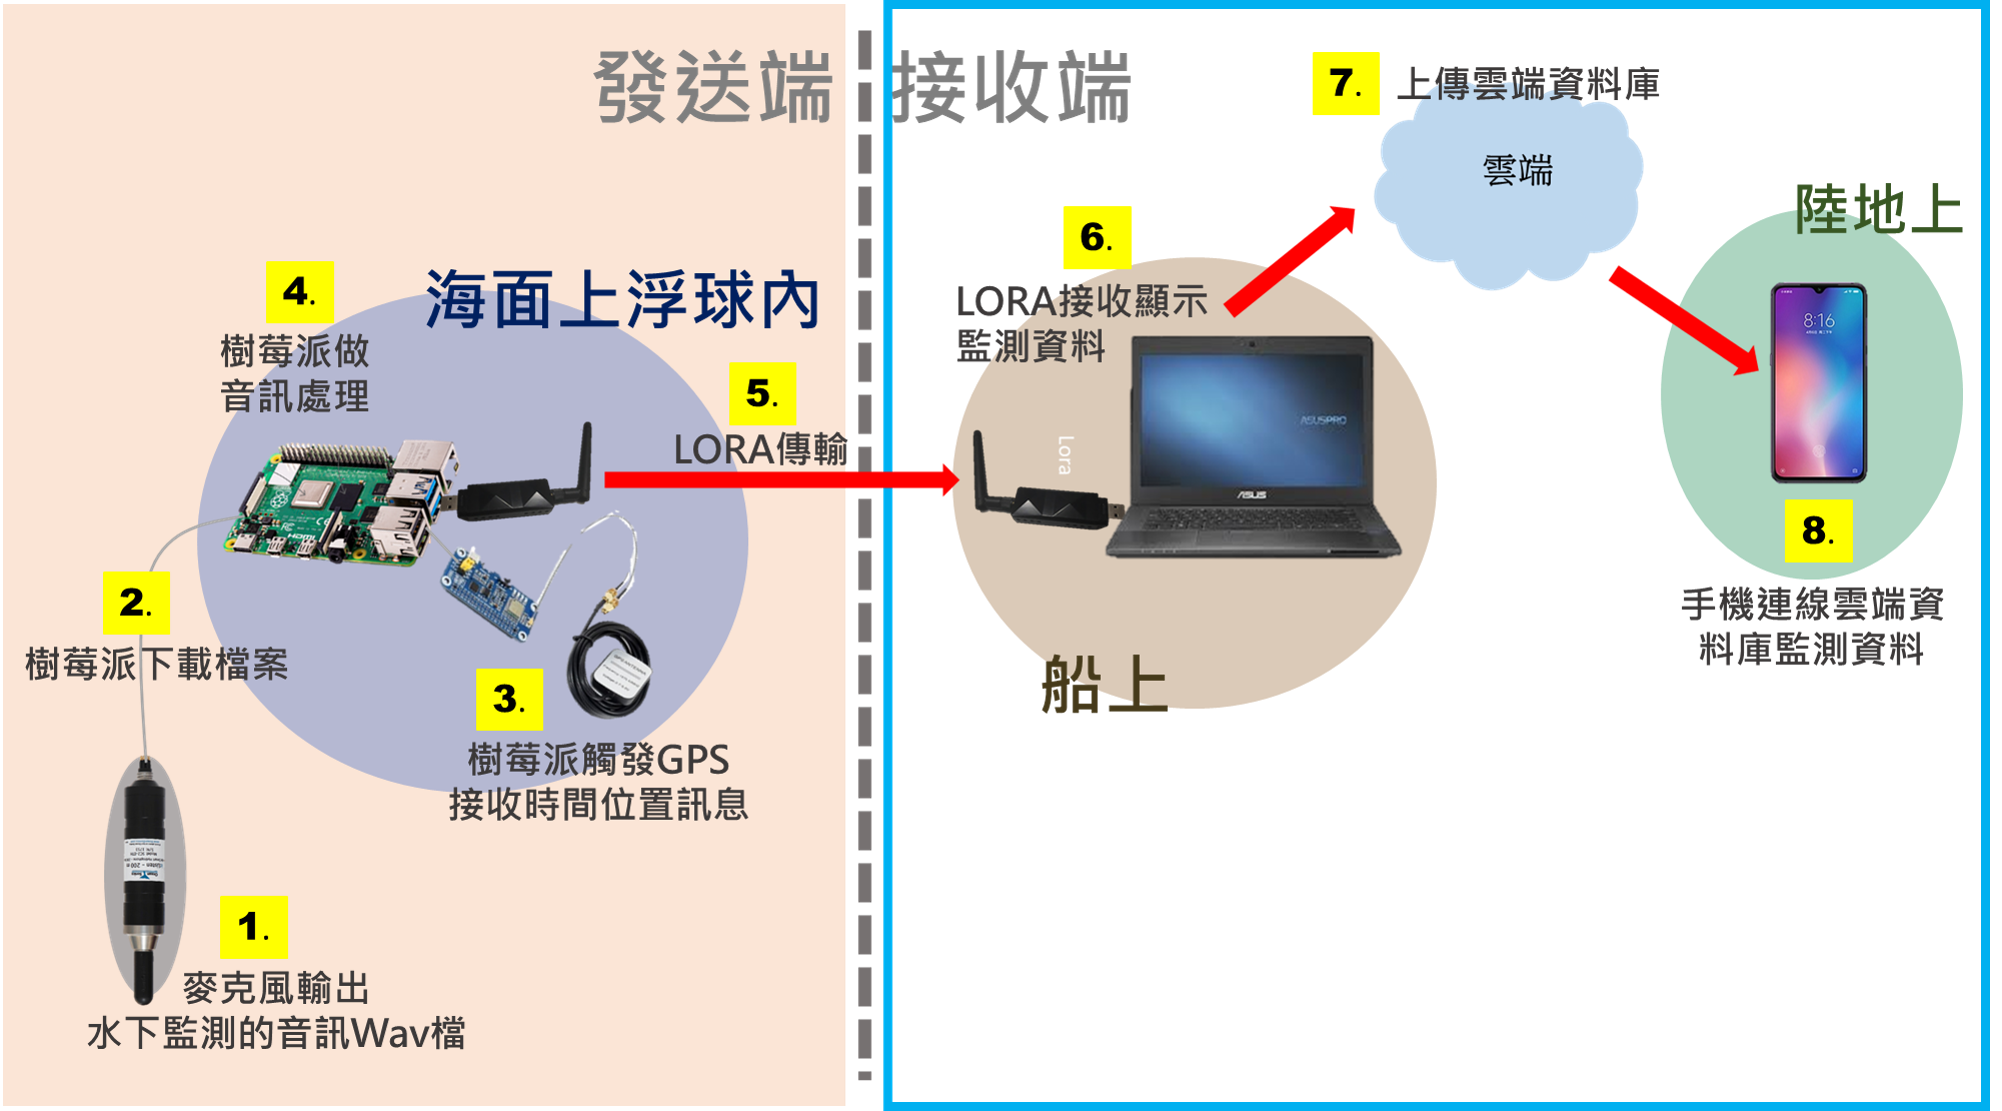 發送端
接收端
7.
上傳雲端資料庫
雲端
陸地上
6.
LORA接收顯示
監測資料
4.
海面上浮球內
樹莓派做
音訊處理
5.
LORA傳輸
Lora
ASUSPRO
ASUS
8:16
8.
手機連線雲端資
料庫監測資料
2.
樹莓派下載檔案
船上
3.
樹莓派觸發GPS
接收時間位置訊息
1.
麥克風輸出
水下監測的音訊Wav檔